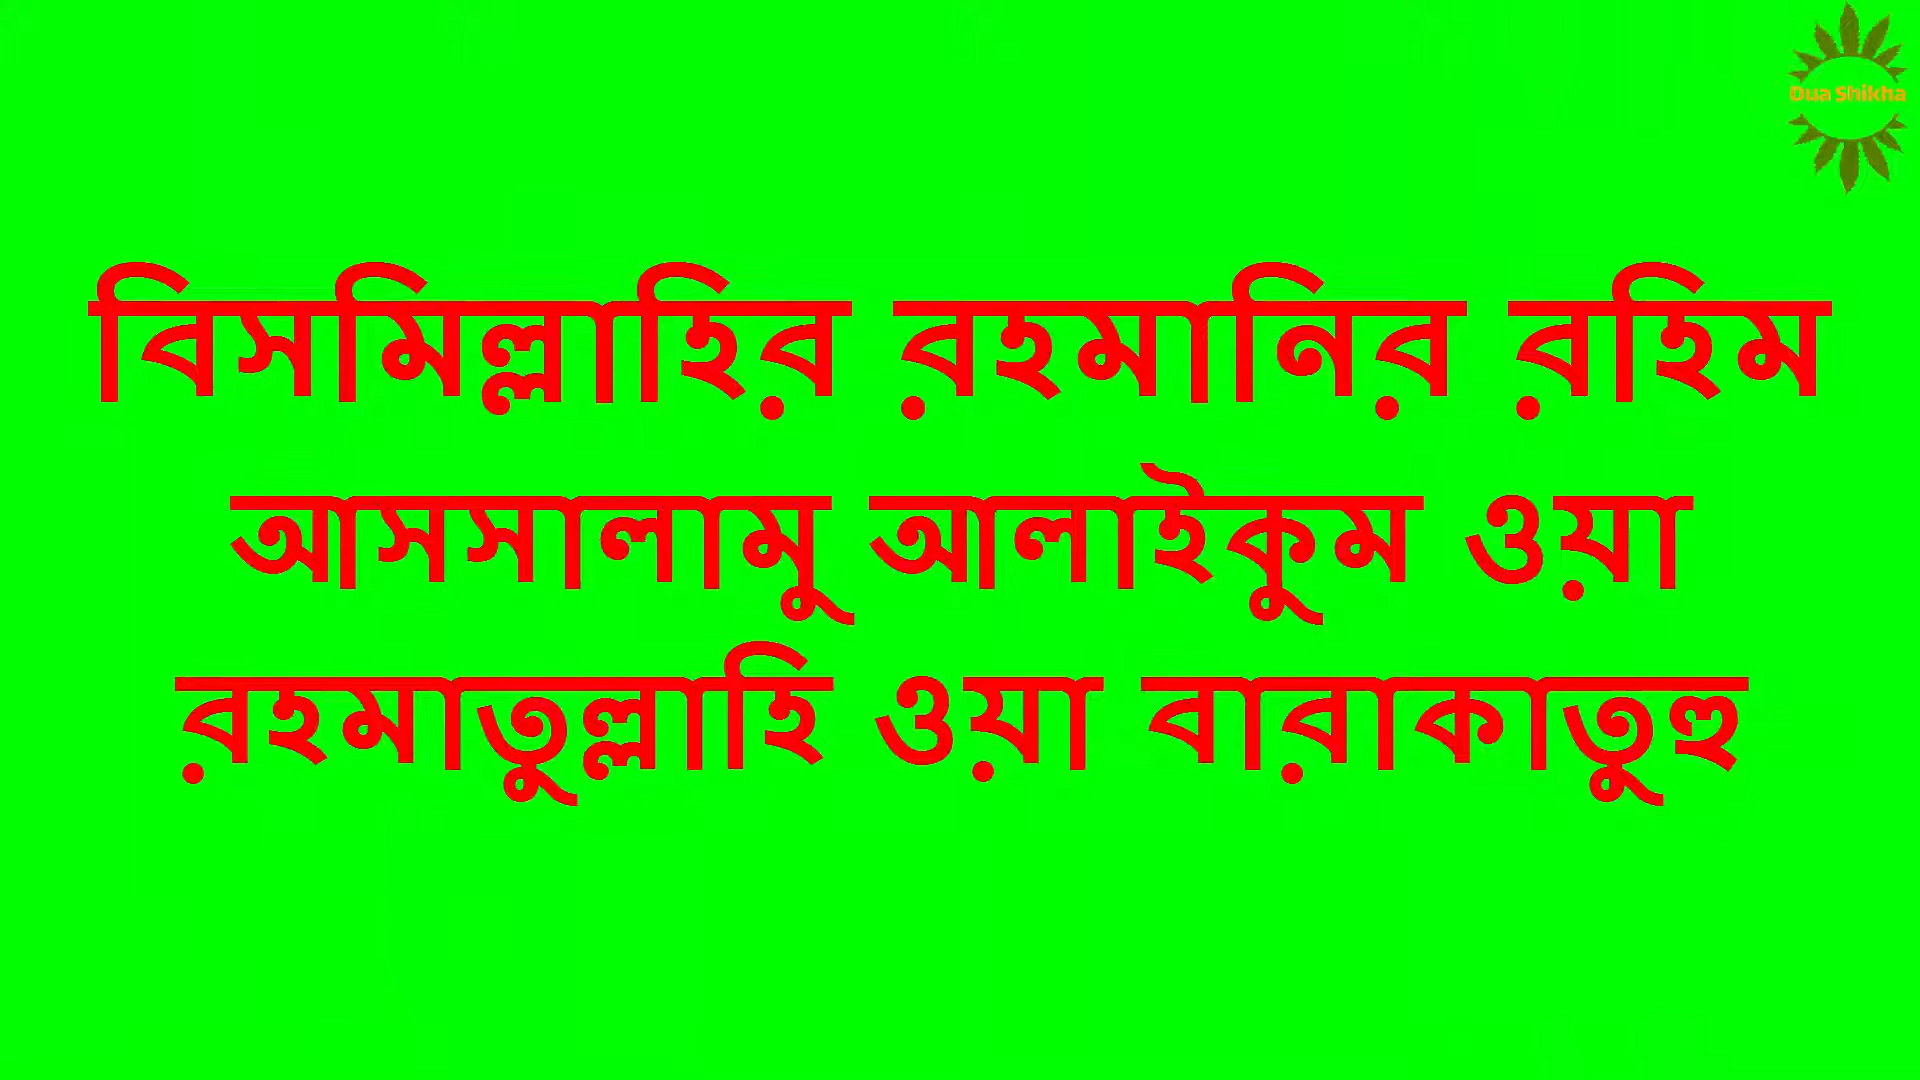 Dua Shikha
বিসমিল্লাহির রহমানির রহিম
আসসালামু আলাইকুম ওয়া
রহমাতুল্লাহি ওয়া বারাকাতুহু